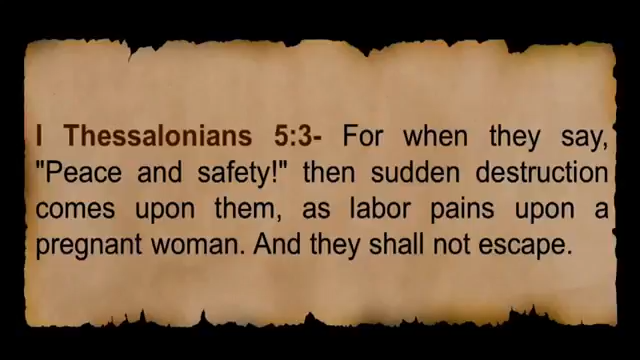 I Thessalonians 5:3- For when they say,
"Peace and safety!" then sudden destruction
comes upon them, as labor pains upon a
pregnant woman. And they shall not escape.